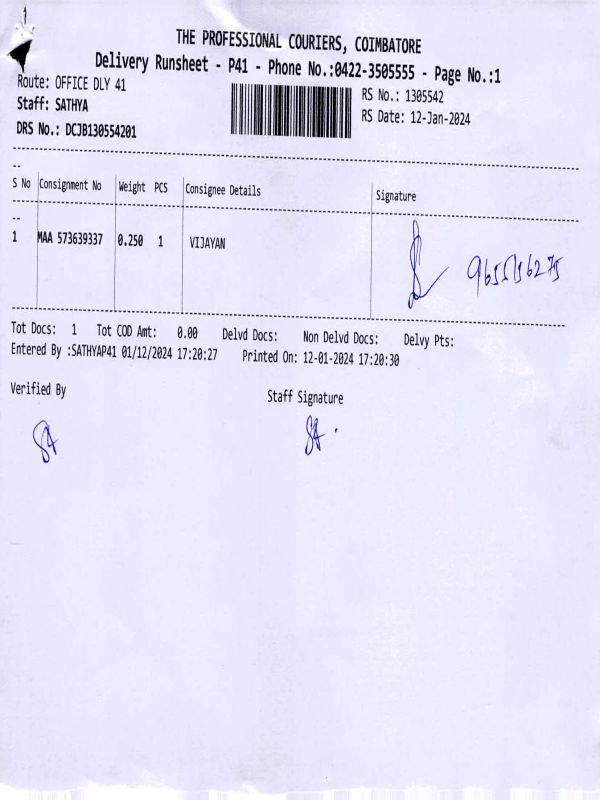 THE PROFESSIONAL COURIERS, COIMBATORE
Delivery Runsheet - P41 - Phone No.:0422-3505555 - Page No.:1
Route: OFFICE DLY 41
RS No.: 1305542
Staff: SATHYA
RS Date: 12-Jan-2024
DRS No.: DCJB130554201
S No Consignment No Weight PCS Consignee Details Signature
1 MAA 573639337 0.250 1 VIJAYAN
Tot Docs: 1 Tot COD Amt: 0.00 Delvd Docs: Non Delvd Docs: Delvy Pts:
Entered By :SATHYAP41 01/12/2024 17:20:27 Printed On: 12-01-2024 17:20:30
Verified By Staff Signature